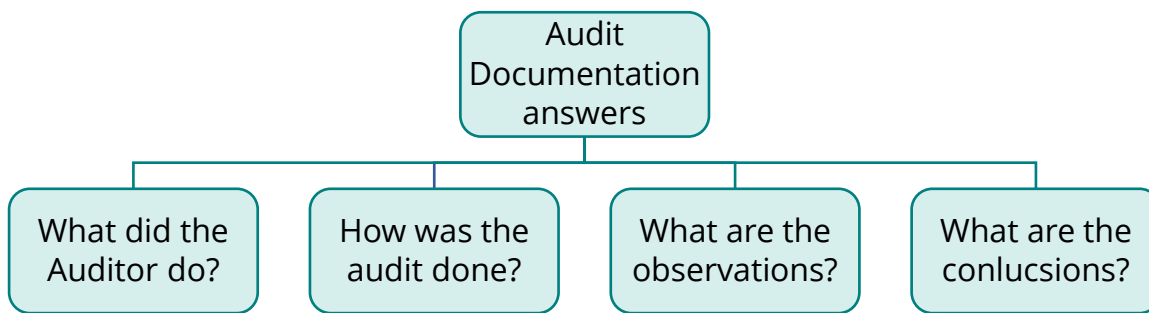 Audit
Documentation
answers
What did the
Auditor do?
How was the
audit done?
What are the
observations?
What are the
conlucsions?